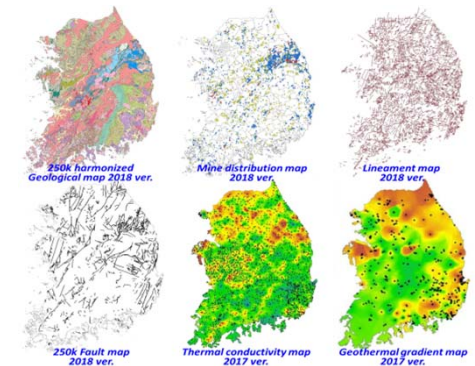 250k harmonized
Geological map 2018 ver.
Mine distribution map
2018 ver.
Lineament map
2018 ver.
250k Fault map
2018 ver.
Thermal conductivity map
2017 ver.
Geothermal gradient map
2017 ver.